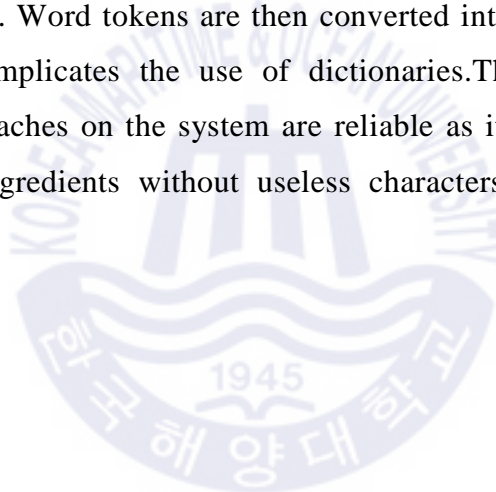 . Word tokens are then converted int
mplicates the use of dictionaries.Th
aches on the system are reliable as i
gredients without useless characters
KOREA MARITIME & OCEAN UNIVERSITY
1945
한국해양대학교